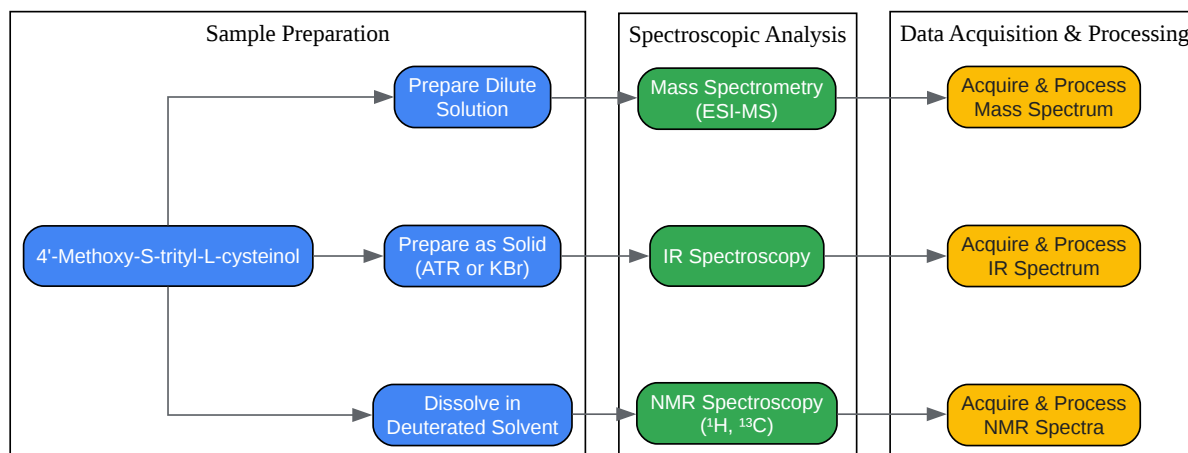 Sample Preparation
Spectroscopic Analysis
Data Acquisition & Processing
Prepare Dilute
Solution
Mass Spectrometry
(ESI-MS)
Acquire & Process
Mass Spectrum
4'-Methoxy-S-trityl-L-cysteinol
Prepare as Solid
(ATR or KBr)
IR Spectroscopy
Acquire & Process
IR Spectrum
Dissolve in
Deuterated Solvent
NMR Spectroscopy
(¹H, ¹³C)
Acquire & Process
NMR Spectra